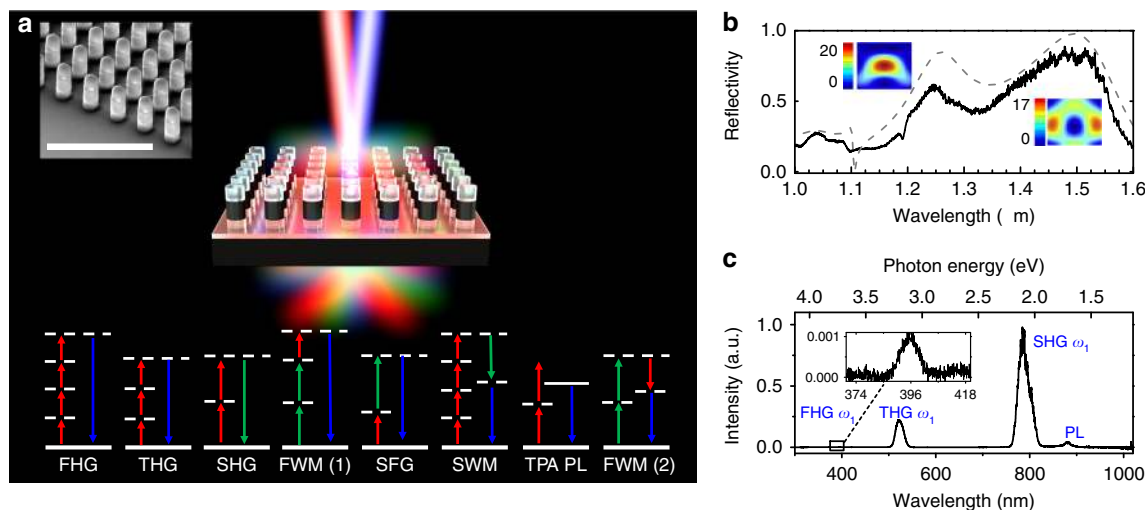 a
FHG
THG
SHG
FWM (1)
SFG
SWM
TPA PL
FWM (2)
b
Reflectivity
1.0
0.5
0.0
20
0
17
0
1.0 1.1 1.2 1.3 1.4 1.5 1.6
Wavelength ( m)
c
Photon energy (eV)
4.0 3.5 3.0 2.5 2.0 1.5
Intensity (a.u.)
1.0
0.5
0.0
0.001
0.000
374 396 418
FHG ω1
THG ω1
SHG ω1
PL
400 600 800 1000
Wavelength (nm)